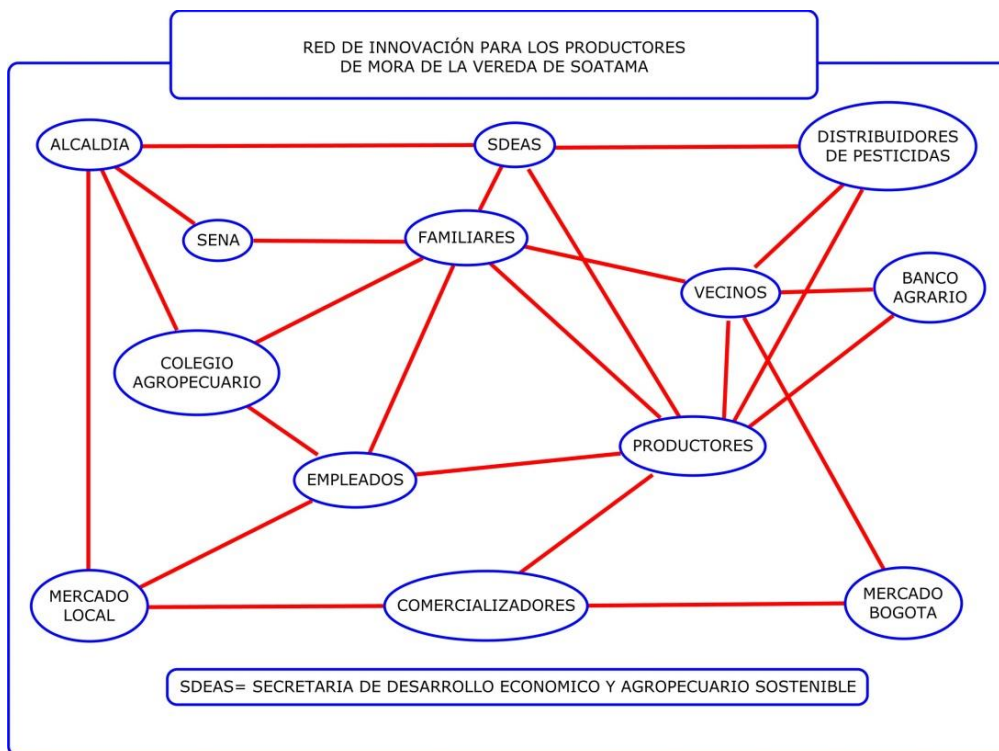 RED DE INNOVACIÓN PARA LOS PRODUCTORES
DE MORA DE LA VEREDA DE SOATAMA
ALCALDIA
SDEAS
DISTRIBUIDORES
DE PESTICIDAS
SENA
FAMILIARES
VECINOS
BANCO
AGRARIO
COLEGIO
AGROPECUARIO
PRODUCTORES
EMPLEADOS
MERCADO
LOCAL
COMERCIALIZADORES
MERCADO
BOGOTA
SDEAS= SECRETARIA DE DESARROLLO ECONOMICO Y AGROPECUARIO SOSTENIBLE